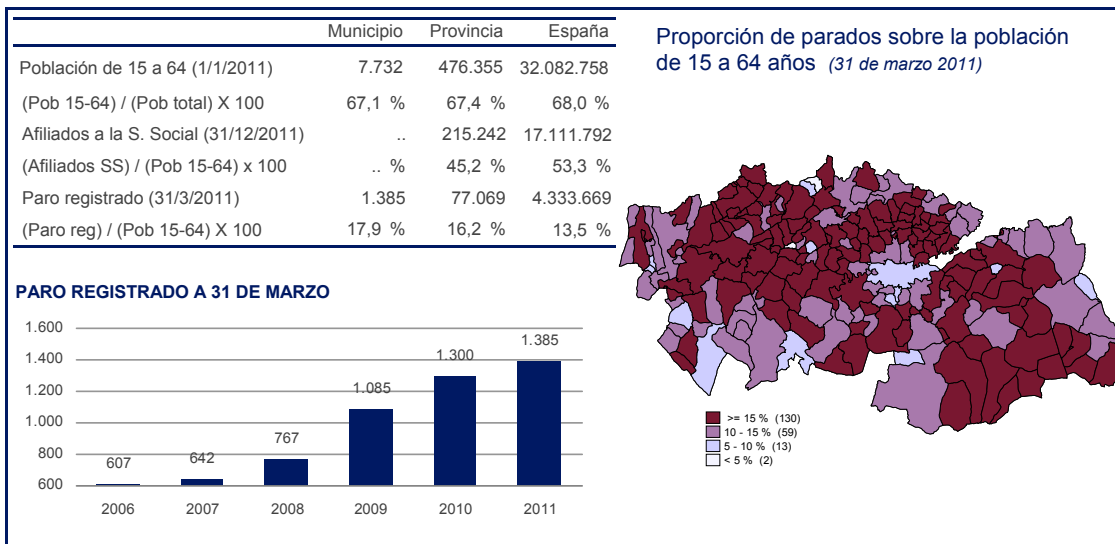 Municipio Provincia España
Población de 15 a 64 (1/1/2011) 7.732 476.355 32.082.758
(Pob 15-64) / (Pob total) X 100 67,1 % 67,4 % 68,0 %
Afiliados a la S. Social (31/12/2011) .. 215.242 17.111.792
(Afiliados SS) / (Pob 15-64) x 100 .. % 45,2 % 53,3 %
Paro registrado (31/3/2011) 1.385 77.069 4.333.669
(Paro reg) / (Pob 15-64) X 100 17,9 % 16,2 % 13,5 %
PARO REGISTRADO A 31 DE MARZO
1.600
1.400
1.200
1.000
800
600
607
642
767
1.085
1.300
1.385
2006 2007 2008 2009 2010 2011
Proporción de parados sobre la población
de 15 a 64 años (31 de marzo 2011)
>= 15 % (130)
10 - 15 % (59)
5 - 10 % (13)
< 5 % (2)